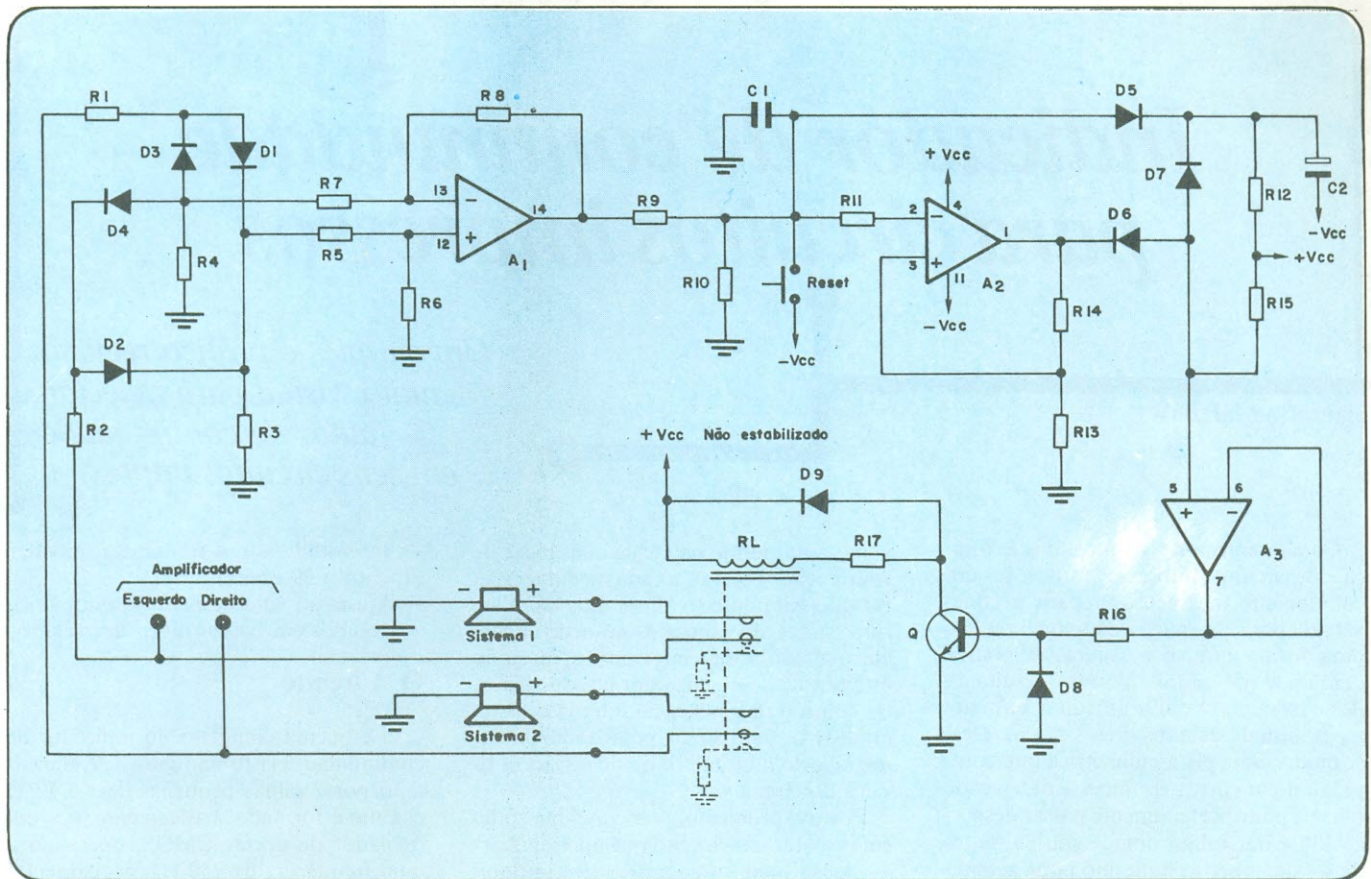 R1
R8
C1
D5
D3
D1
+Vcc
D7
R12
C2
D4
R7
13
-
14
R9
R11
2
-
4
1
D6
-Vcc
+Vcc
R5
12
+
A1
3
+
11
A2
R4
R10
Reset
R15
R6
-Vcc
R14
-Vcc
D2
R2
R3
+Vcc Não estabilizado
R13
D9
5
6
+
-
A3
RL
R17
7
Amplificador
Esquerdo Direito
- +
Sistema 1
Q
R16
- +
Sistema 2
D8